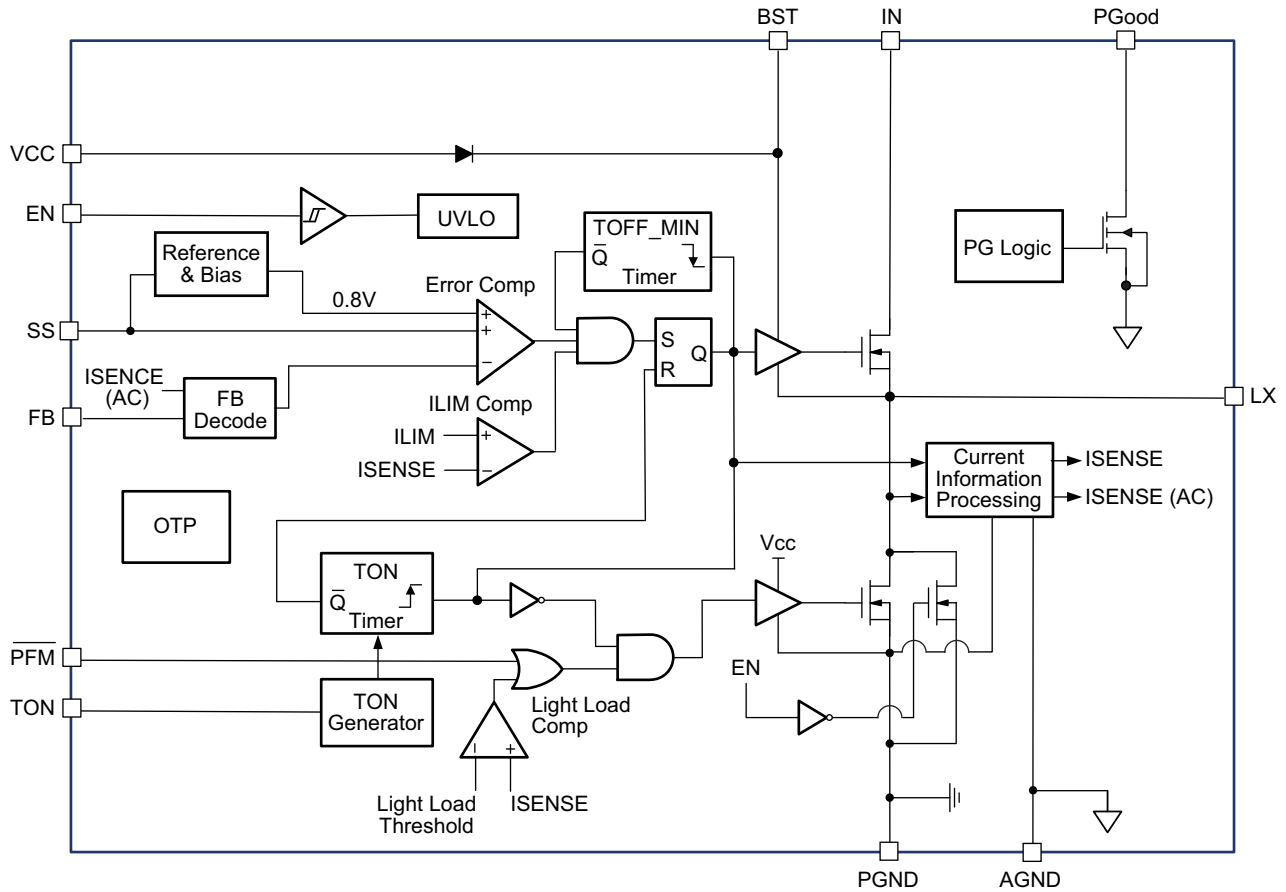 BST
IN
PGood
VCC
EN
UVLO
TOFF_MIN
Q̅
Timer
PG Logic
Reference
& Bias
Error Comp
0.8V
+
+
−
SS
S
R
Q
ISENCE
(AC)
FB
FB
Decode
ILIM Comp
ILIM
+
ISENSE
−
LX
Current
Information
Processing
ISENSE
ISENSE (AC)
OTP
Vcc
TON
Q̅
Timer
P̅F̅M̅
TON
TON
Generator
Light Load
Comp
−
+
EN
Light Load
Threshold
ISENSE
PGND
AGND